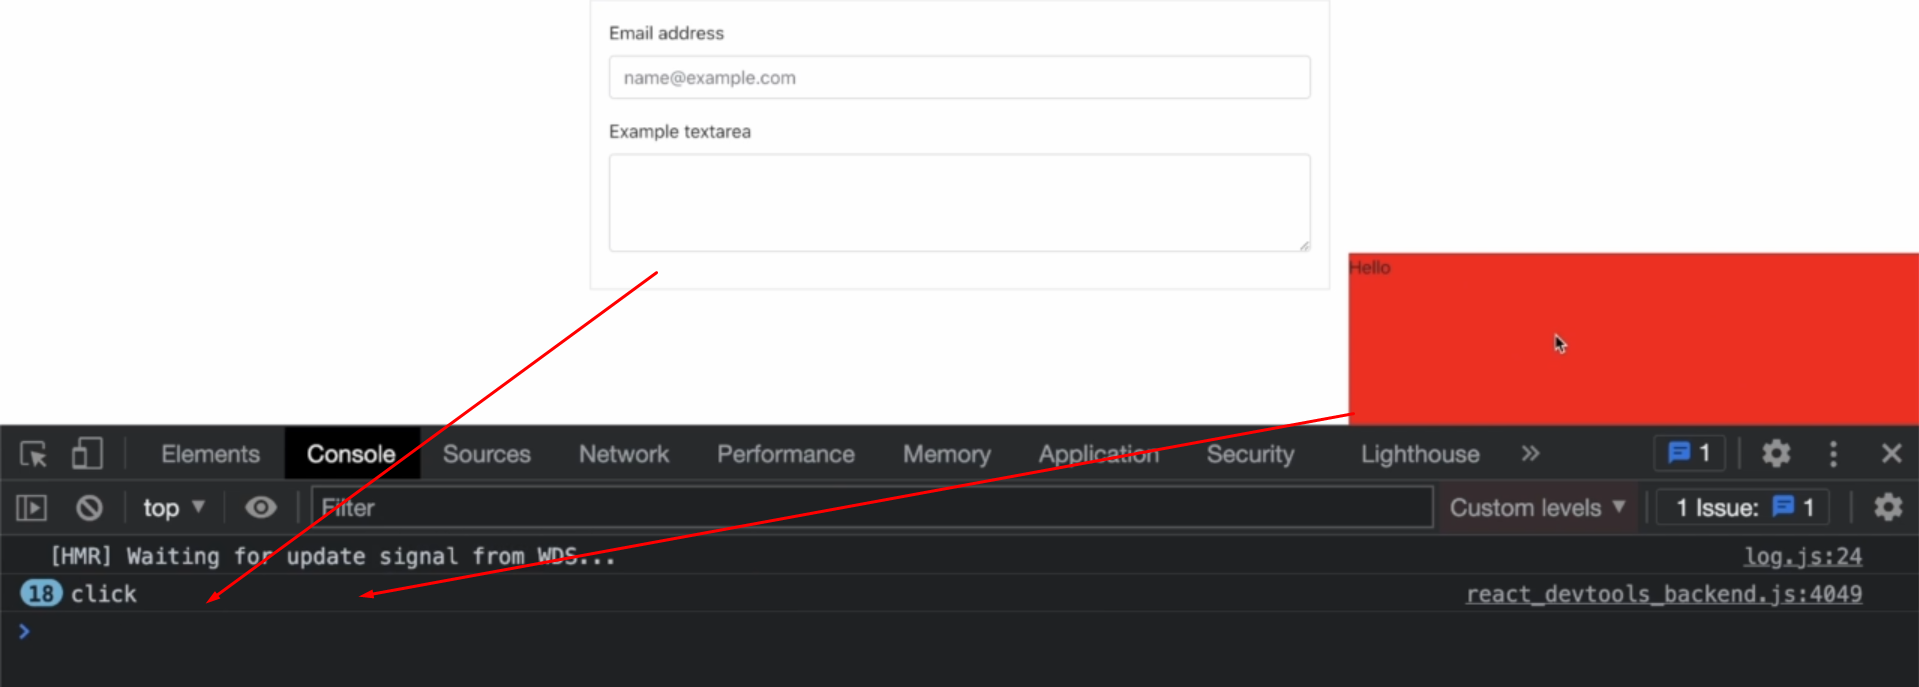 Email address
name@example.com
Example textarea
Hello
Elements Console Sources Network Performance Memory Application Security Lighthouse » 1
top Filter Custom levels 1 Issue: 1
[HMR] Waiting for update signal from WDS... log.js:24
18 click react_devtools_backend.js:4049
>